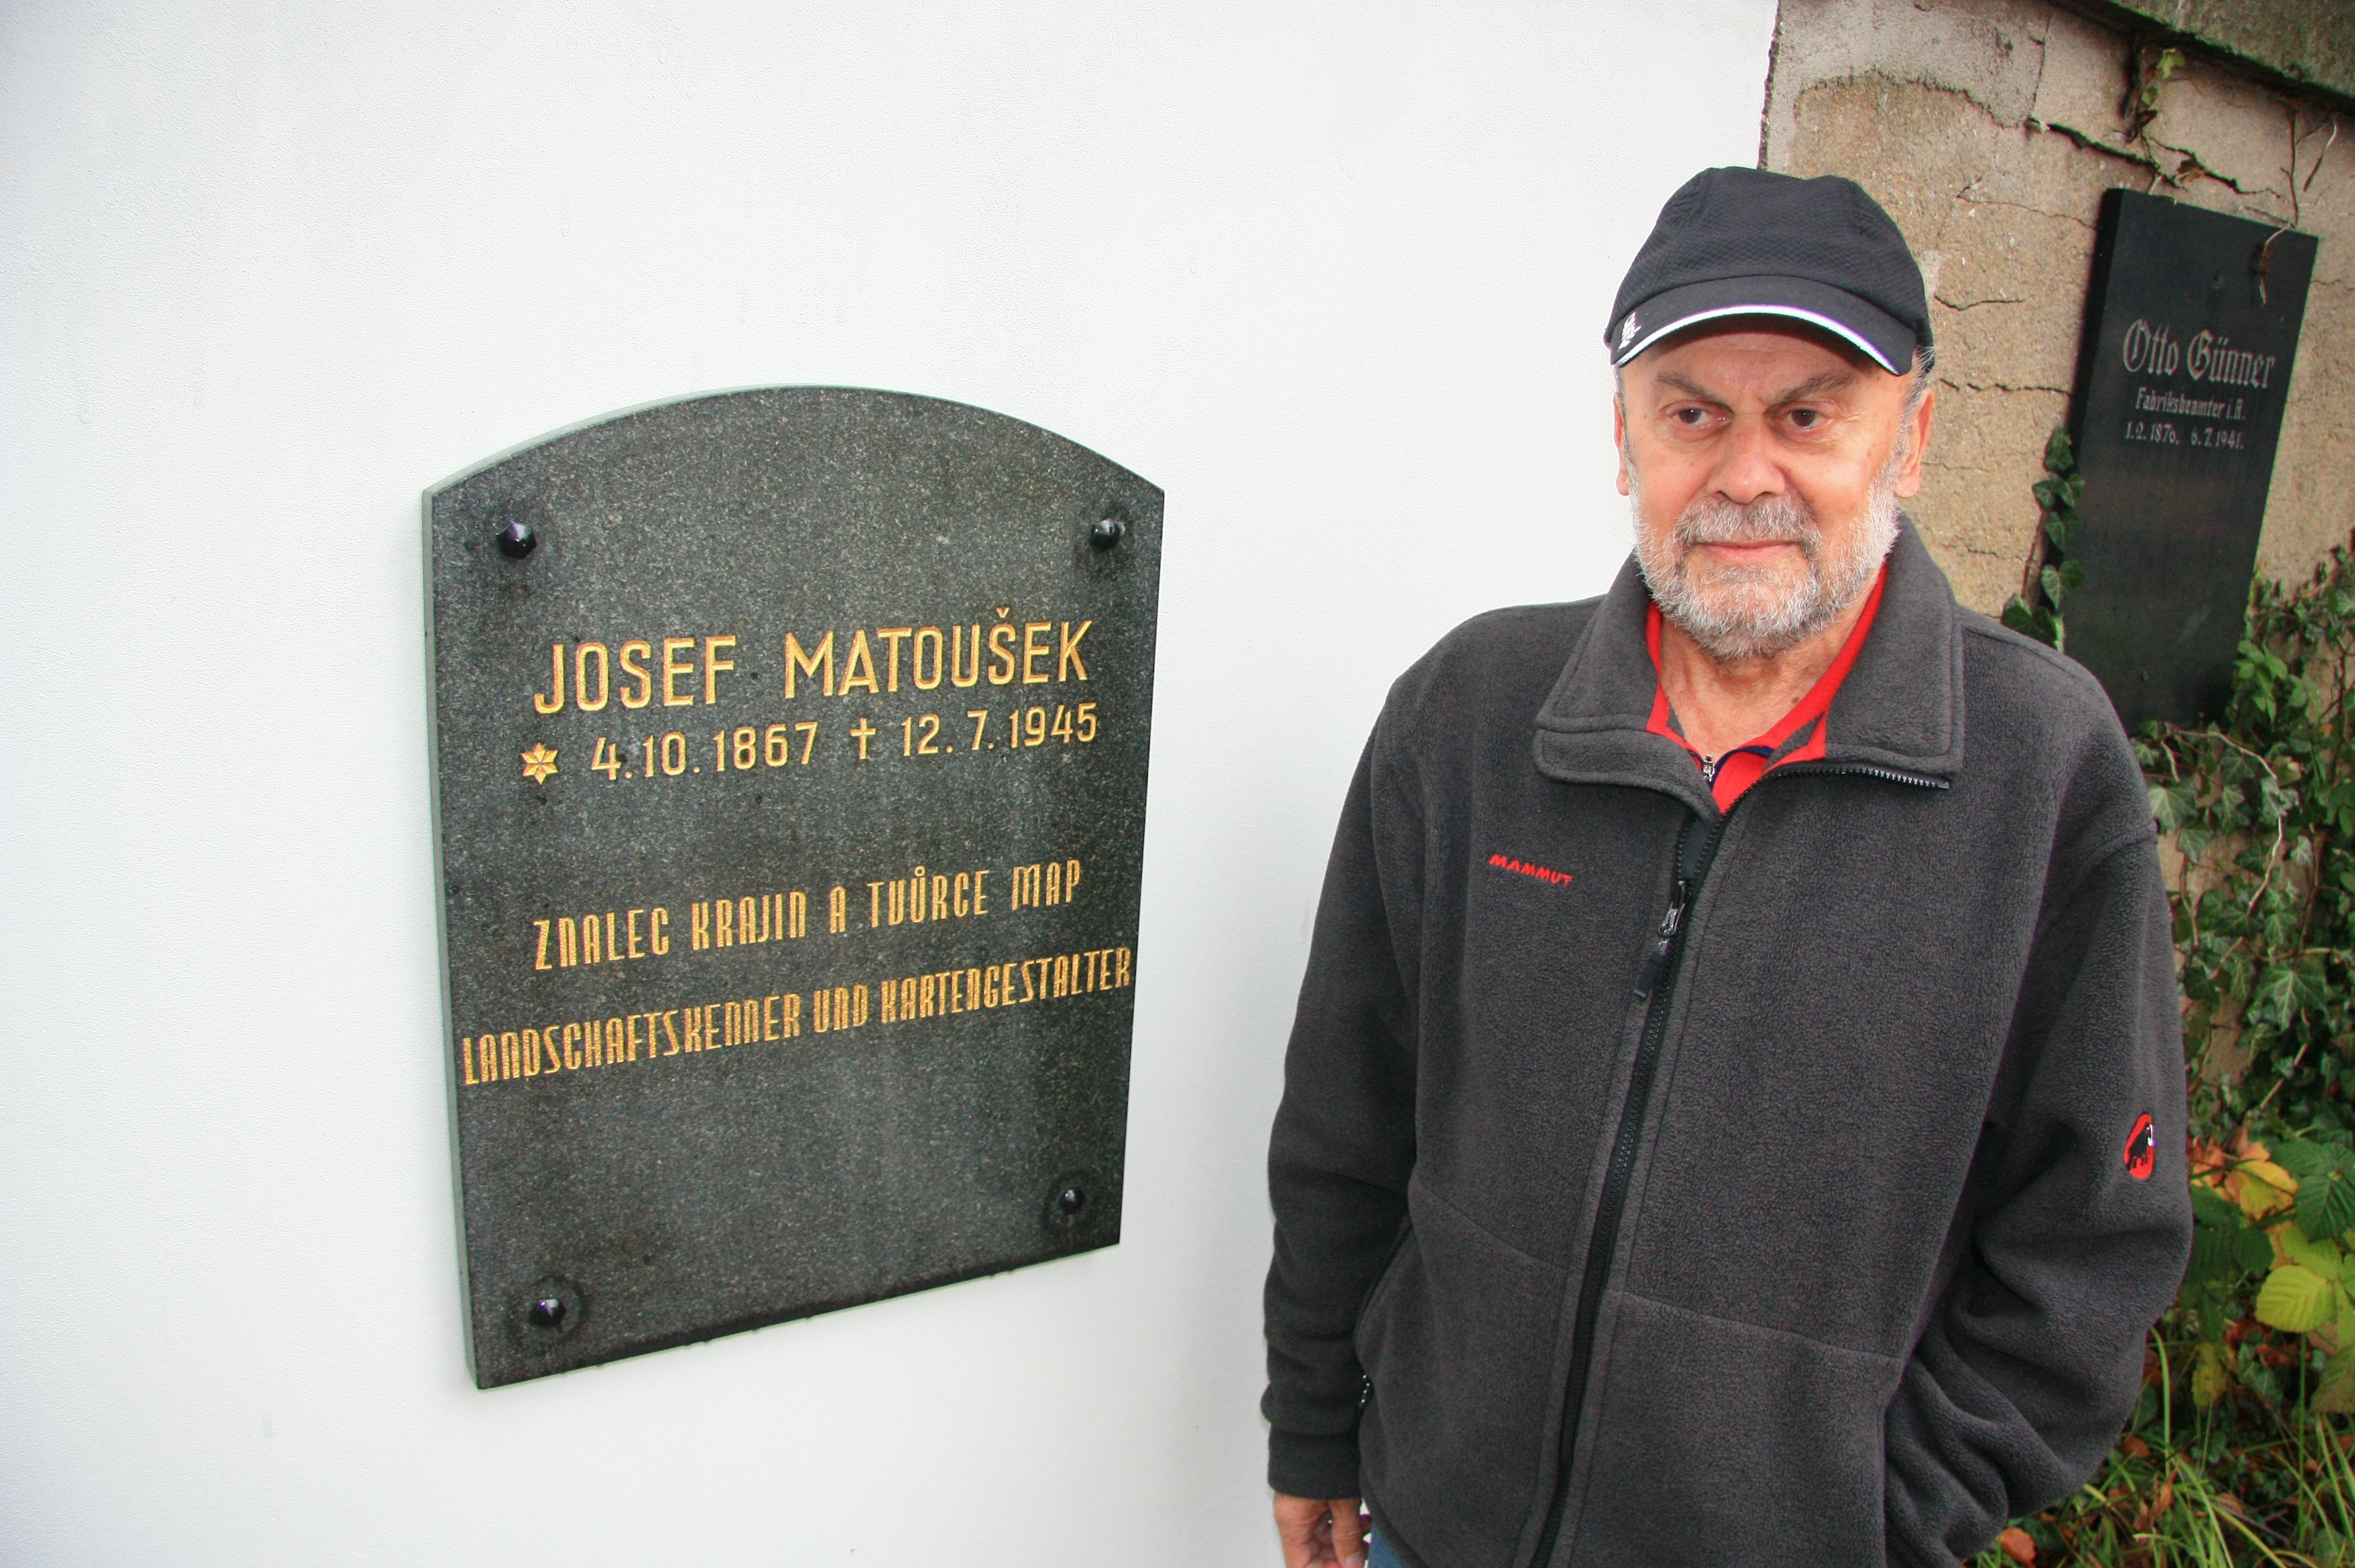 JOSEF MATOUŠEK
* 4.10.1867 † 12.7.1945
ZNALEC KRAJIN A TVŮRCE MAP
LANDSCHAFTSKENNER UND KARTENGESTALTER
MAMMUT
Otto Günner
Fabriksbeamter i.R.
1.2.1870. 6.7.1941.